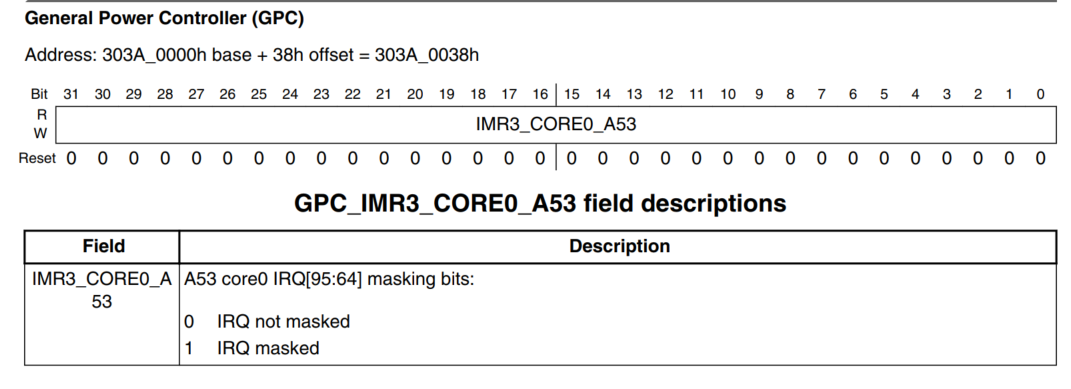 General Power Controller (GPC)
Address: 303A_0000h base + 38h offset = 303A_0038h
Bit 31 30 29 28 27 26 25 24 23 22 21 20 19 18 17 16 15 14 13 12 11 10 9 8 7 6 5 4 3 2 1 0
R
IMR3_CORE0_A53
W
Reset 0 0 0 0 0 0 0 0 0 0 0 0 0 0 0 0 0 0 0 0 0 0 0 0 0 0 0 0 0 0 0 0
GPC_IMR3_CORE0_A53 field descriptions
Field Description
IMR3_CORE0_A A53 core0 IRQ[95:64] masking bits:
53
0 IRQ not masked
1 IRQ masked